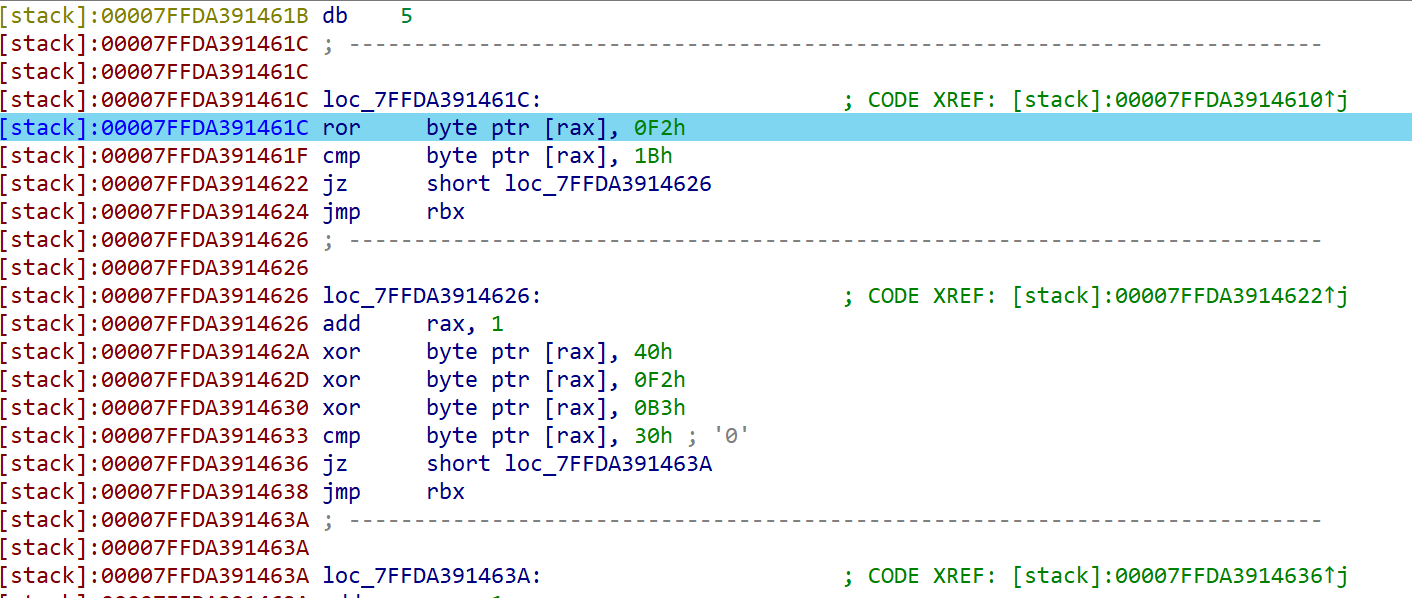 [stack]:00007FFDA391461B db    5
[stack]:00007FFDA391461C ; ---------------------------------------------------------------------------
[stack]:00007FFDA391461C
[stack]:00007FFDA391461C loc_7FFDA391461C:                       ; CODE XREF: [stack]:00007FFDA3914610↑j
[stack]:00007FFDA391461C ror     byte ptr [rax], 0F2h
[stack]:00007FFDA391461F cmp     byte ptr [rax], 1Bh
[stack]:00007FFDA3914622 jz      short loc_7FFDA3914626
[stack]:00007FFDA3914624 jmp     rbx
[stack]:00007FFDA3914626 ; ---------------------------------------------------------------------------
[stack]:00007FFDA3914626
[stack]:00007FFDA3914626 loc_7FFDA3914626:                       ; CODE XREF: [stack]:00007FFDA3914622↑j
[stack]:00007FFDA3914626 add     rax, 1
[stack]:00007FFDA391462A xor     byte ptr [rax], 40h
[stack]:00007FFDA391462D xor     byte ptr [rax], 0F2h
[stack]:00007FFDA3914630 xor     byte ptr [rax], 0B3h
[stack]:00007FFDA3914633 cmp     byte ptr [rax], 30h ; '0'
[stack]:00007FFDA3914636 jz      short loc_7FFDA391463A
[stack]:00007FFDA3914638 jmp     rbx
[stack]:00007FFDA391463A ; ---------------------------------------------------------------------------
[stack]:00007FFDA391463A
[stack]:00007FFDA391463A loc_7FFDA391463A:                       ; CODE XREF: [stack]:00007FFDA3914636↑j